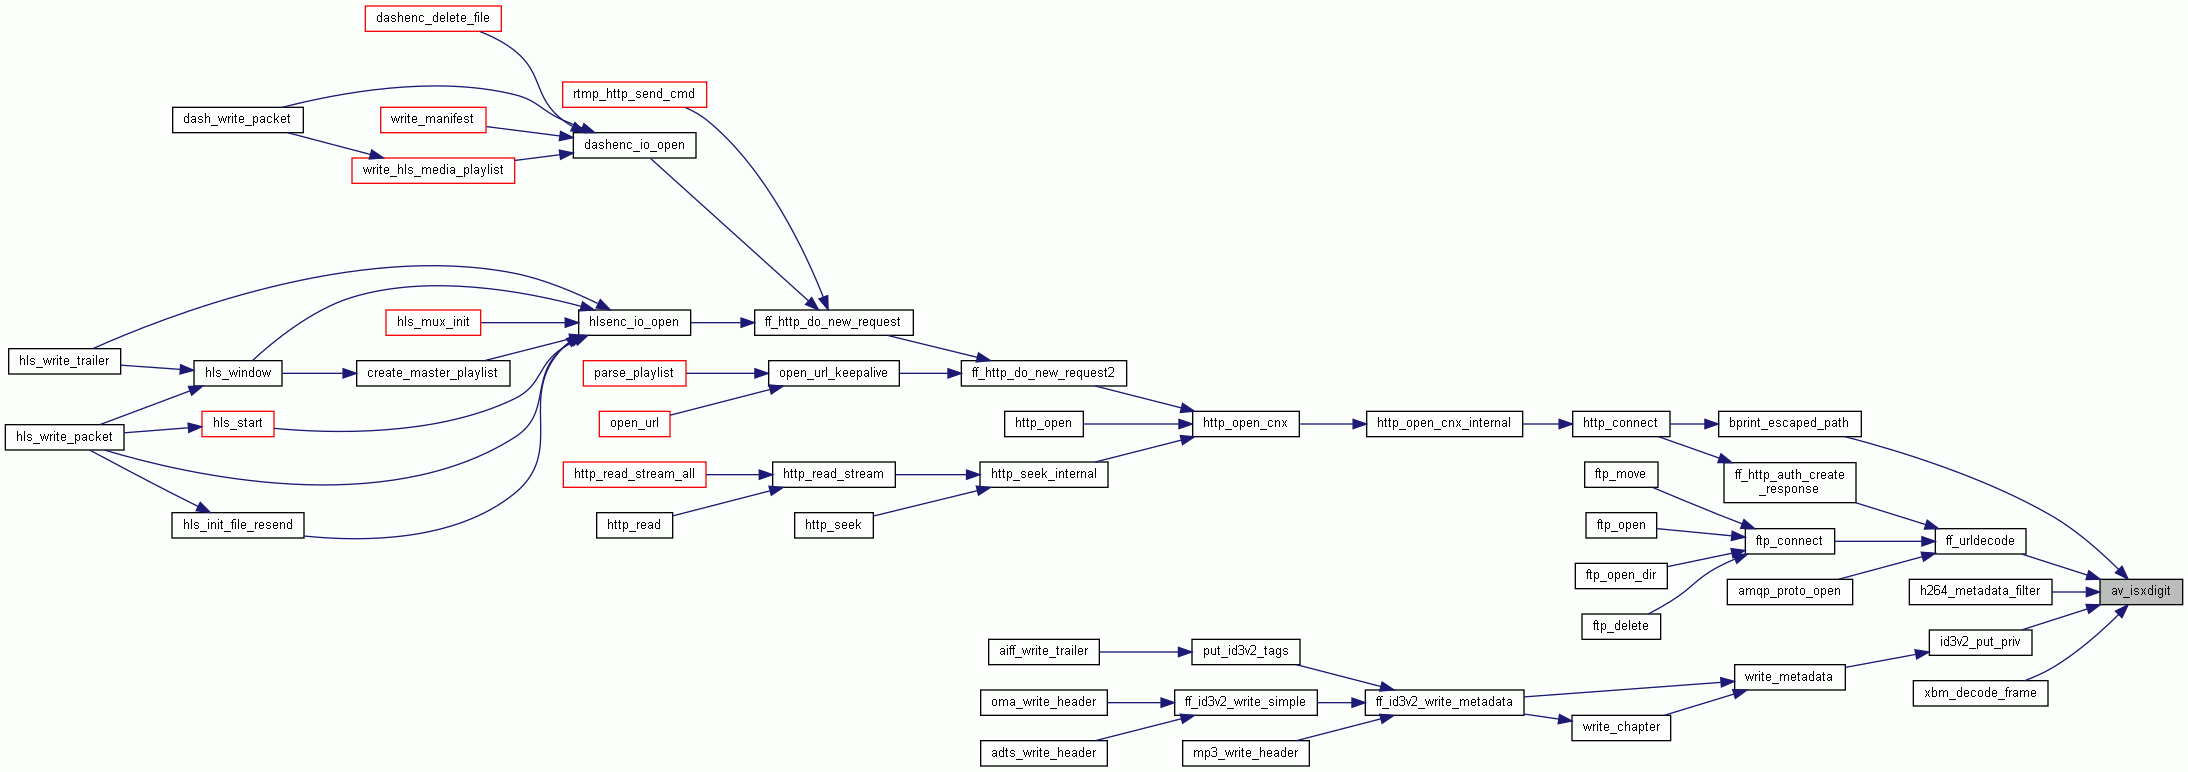 dashenc_delete_file
rtmp_http_send_cmd
dash_write_packet
write_manifest
dashenc_io_open
write_hls_media_playlist
hls_mux_init
hlsenc_io_open
ff_http_do_new_request
hls_write_trailer
hls_window
create_master_playlist
parse_playlist
open_url_keepalive
ff_http_do_new_request2
hls_write_packet
hls_start
open_url
http_open
http_open_cnx
http_open_cnx_internal
http_connect
bprint_escaped_path
http_read_stream_all
http_read_stream
http_seek_internal
ftp_move
ff_http_auth_create
_response
hls_init_file_resend
http_read
http_seek
ftp_open
ftp_connect
ff_urldecode
ftp_open_dir
amqp_proto_open
h264_metadata_filter
av_isxdigit
ftp_delete
id3v2_put_priv
aiff_write_trailer
put_id3v2_tags
write_metadata
xbm_decode_frame
oma_write_header
ff_id3v2_write_simple
ff_id3v2_write_metadata
write_chapter
adts_write_header
mp3_write_header